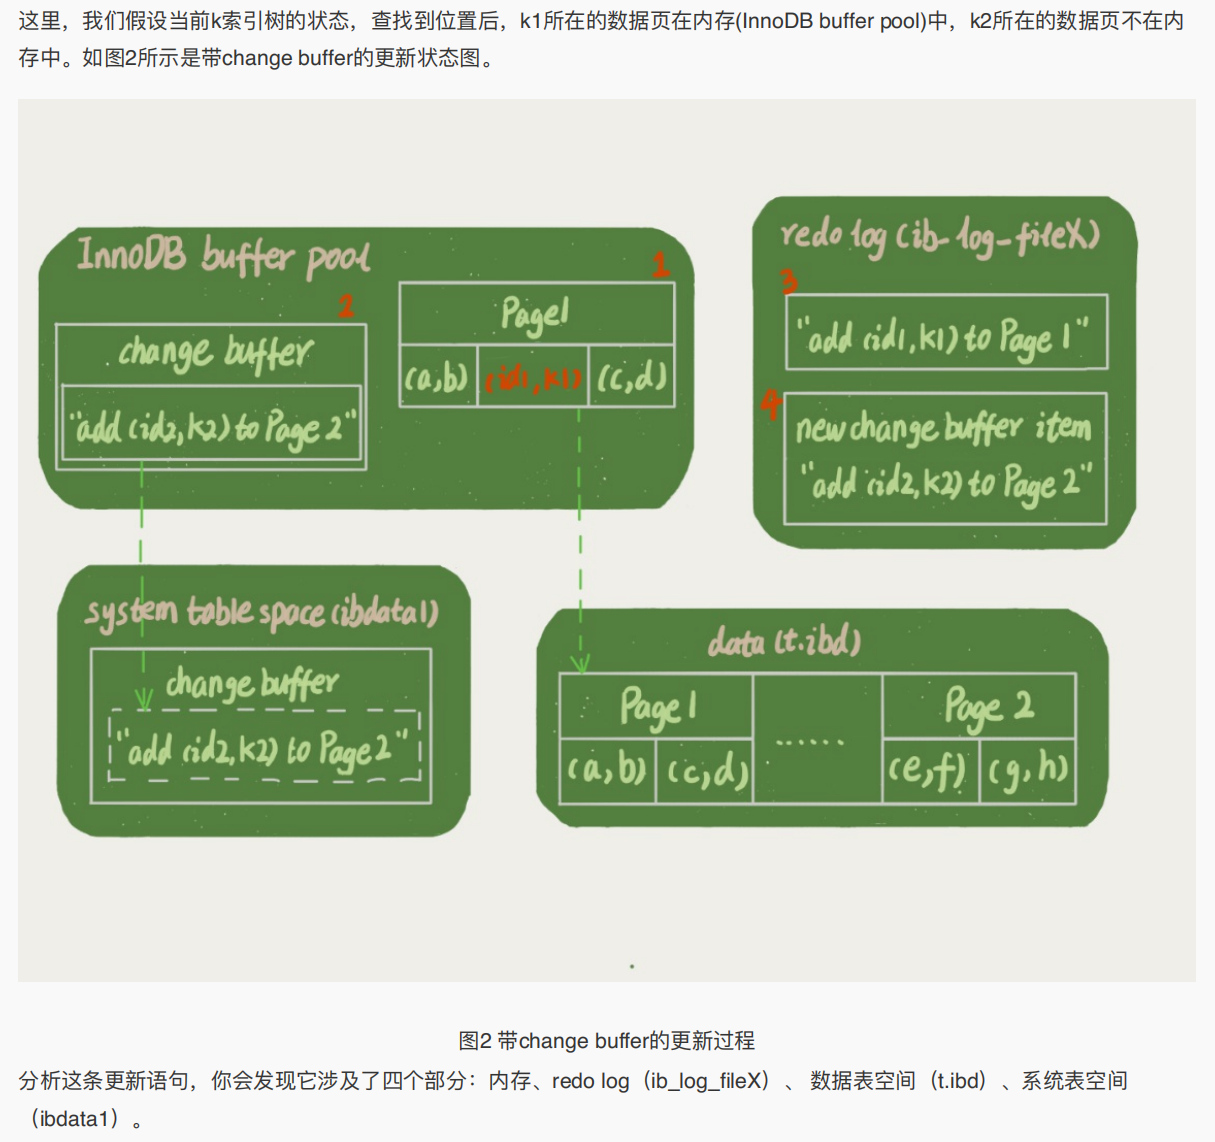 这里，我们假设当前k索引树的状态，查找到位置后，k1所在的数据页在内存(InnoDB buffer pool)中，k2所在的数据页不在内
存中。如图2所示是带change buffer的更新状态图。
InnoDB buffer pool
1
2
Page1
change buffer
(a,b) (id1,k1) (c,d)
"add (id2,k2) to Page 2"
redo log (ib-log-fileX)
3
"add (id1,k1) to Page 1"
4
new change buffer item
"add (id2,k2) to Page 2"
system table space (ibdata1)
change buffer
"add (id2,k2) to Page 2"
data (t.ibd)
Page 1 ...... Page 2
(a,b) (c,d) (e,f) (g,h)
图2 带change buffer的更新过程
分析这条更新语句，你会发现它涉及了四个部分：内存、redo log（ib_log_fileX）、 数据表空间（t.ibd）、系统表空间
（ibdata1）。